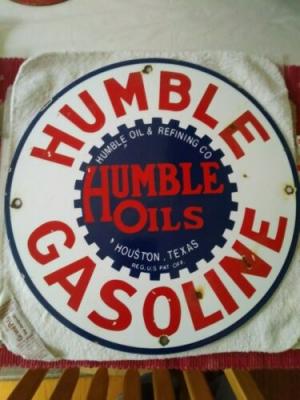 HUMBLE
HUMBLE OIL & REFINING CO
HUMBLE
OILS
HOUSTON, TEXAS
REG. U.S. PAT. OFF.
GASOLINE